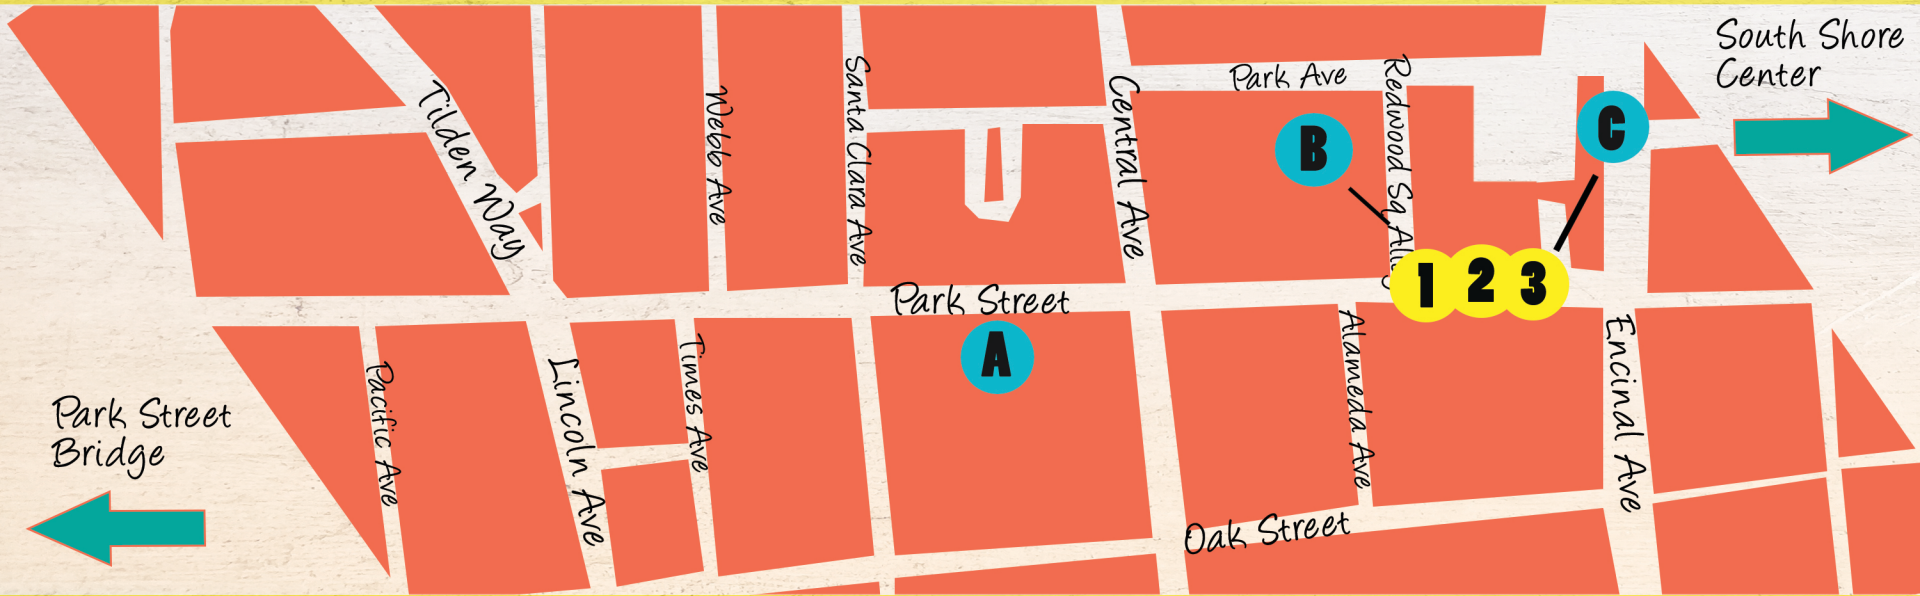 South Shore
Center
Park Ave
Tilden Way
Webb Ave
Santa Clara Ave
Central Ave
Redwood Sq
B
C
1 2 3
Park Street
A
Pacific Ave
Lincoln Ave
Times Ave
Alameda Ave
Encinal Ave
Park Street
Bridge
Oak Street